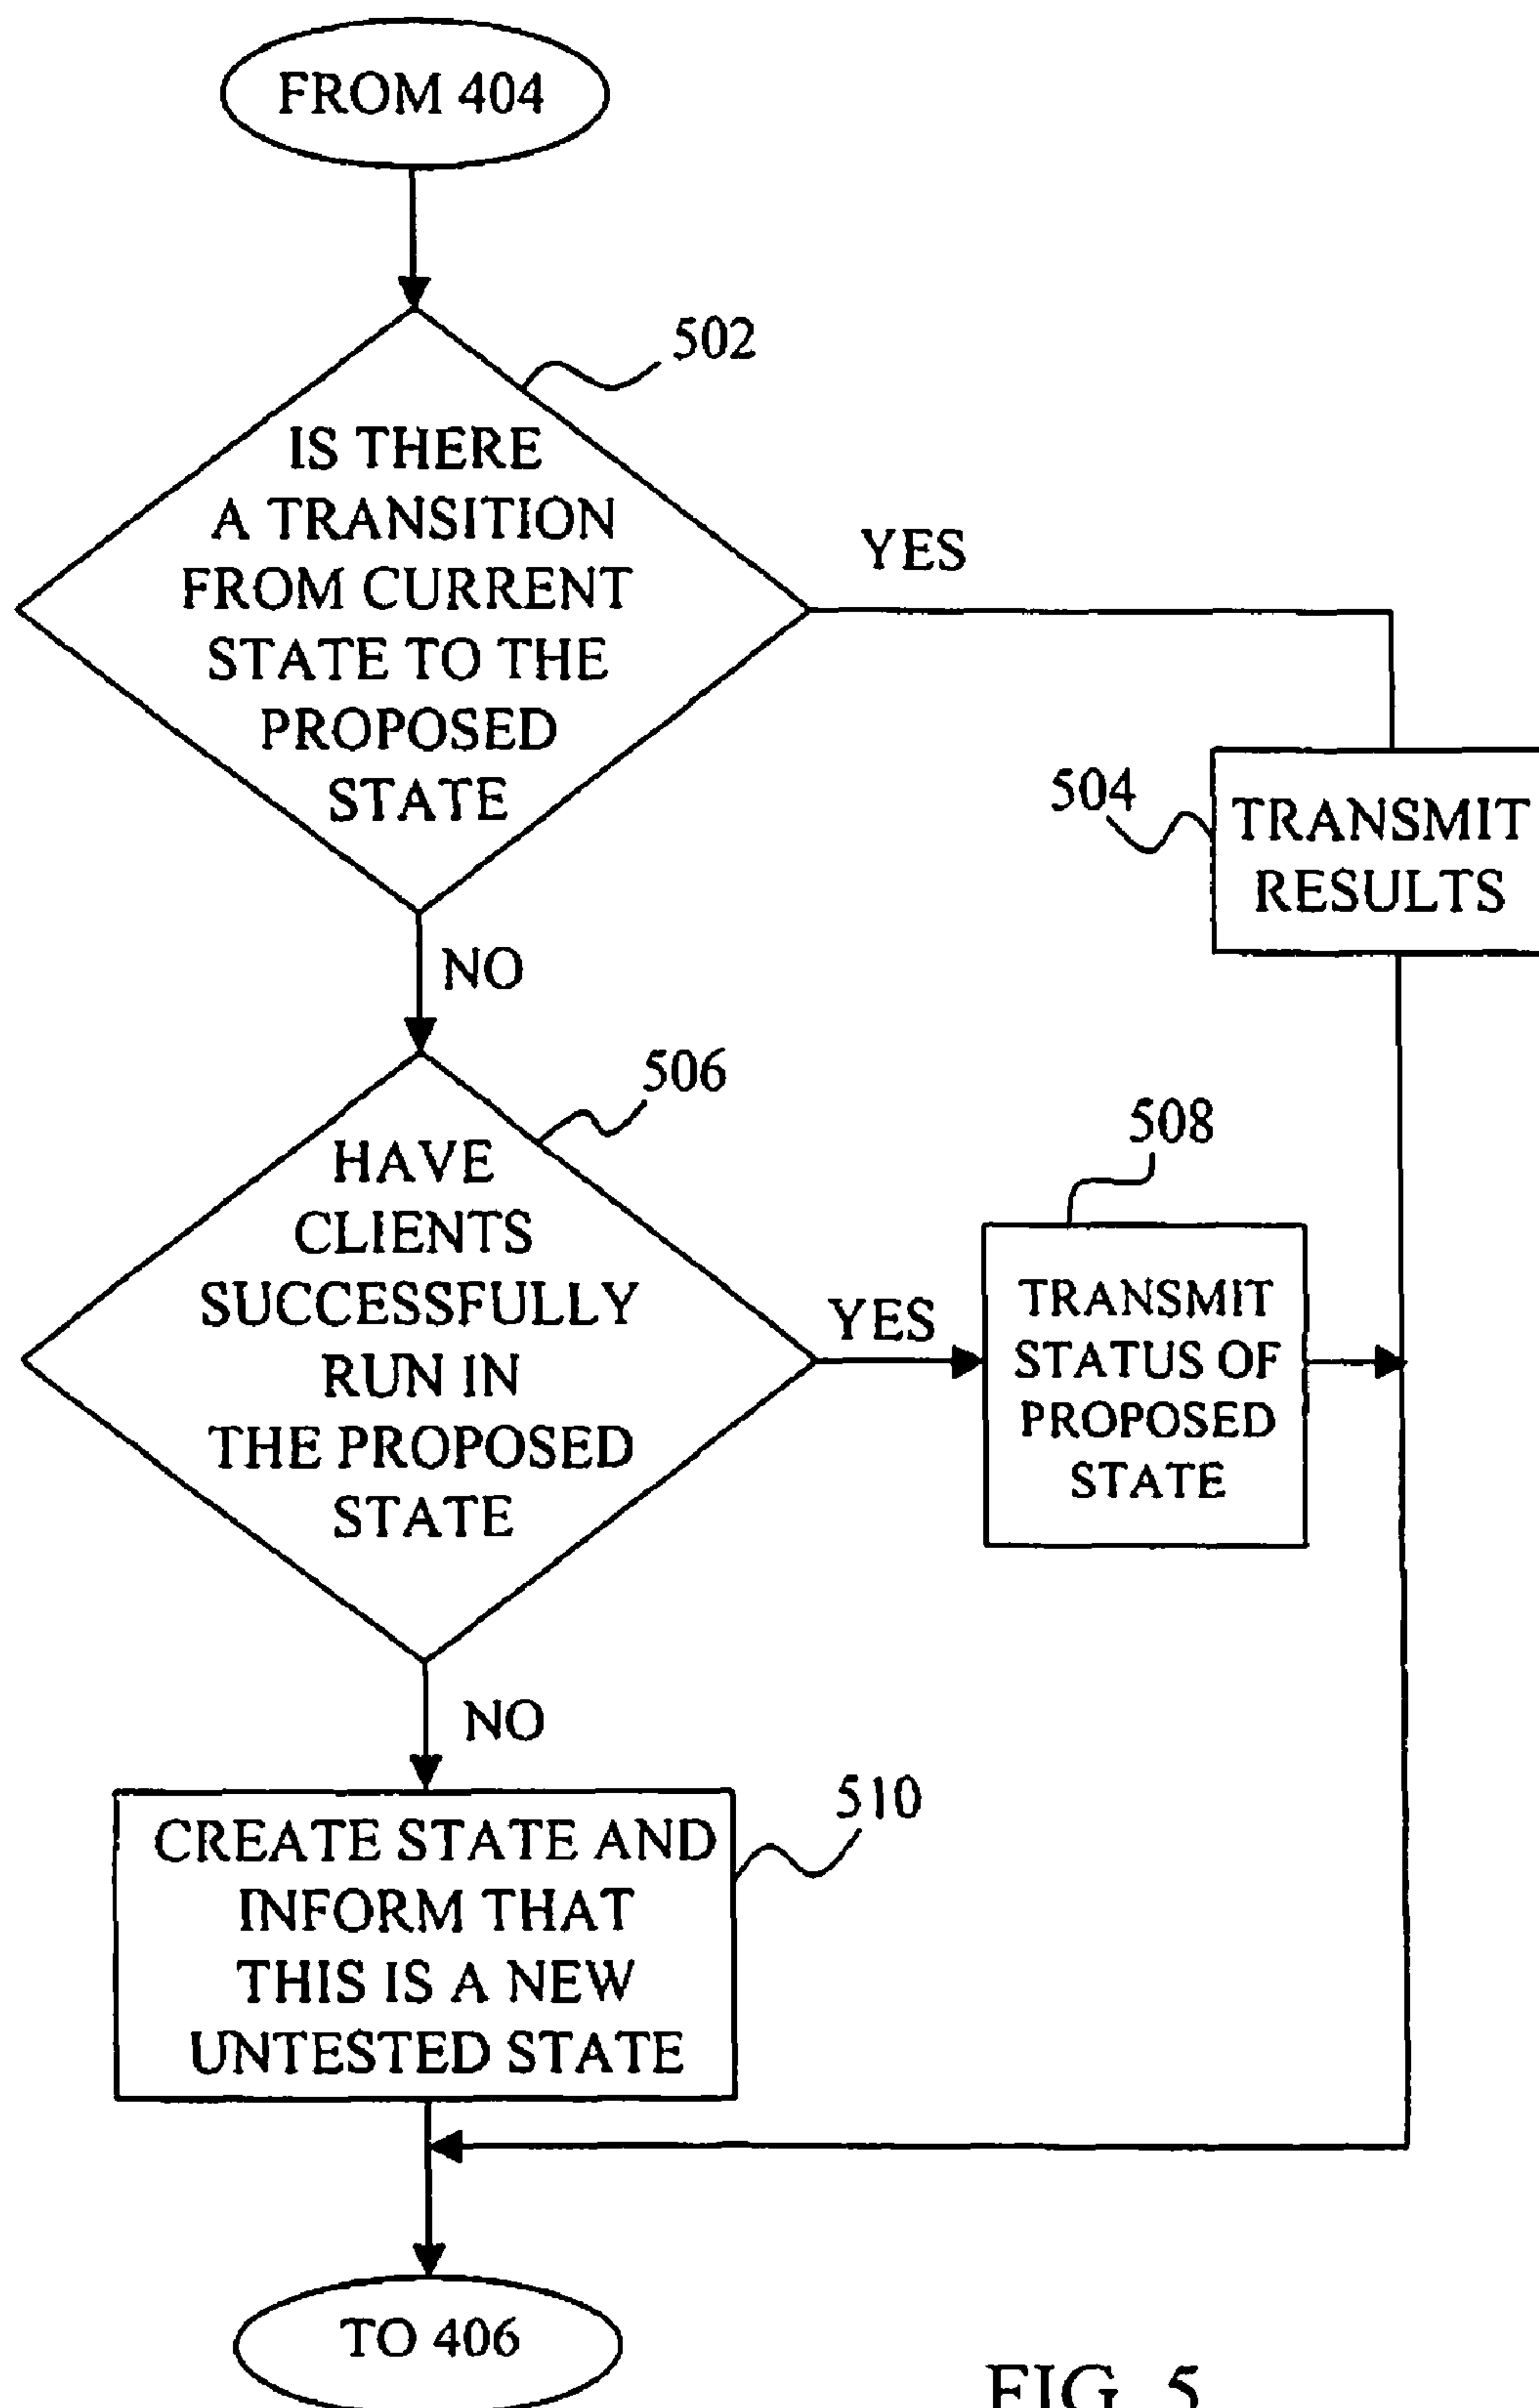 FROM 404
502
IS THERE
A TRANSITION
FROM CURRENT
STATE TO THE
PROPOSED
STATE
YES
504
TRANSMIT
RESULTS
NO
506
HAVE
CLIENTS
SUCCESSFULLY
RUN IN
THE PROPOSED
STATE
YES
508
TRANSMIT
STATUS OF
PROPOSED
STATE
NO
510
CREATE STATE AND
INFORM THAT
THIS IS A NEW
UNTESTED STATE
TO 406
FIG. 5